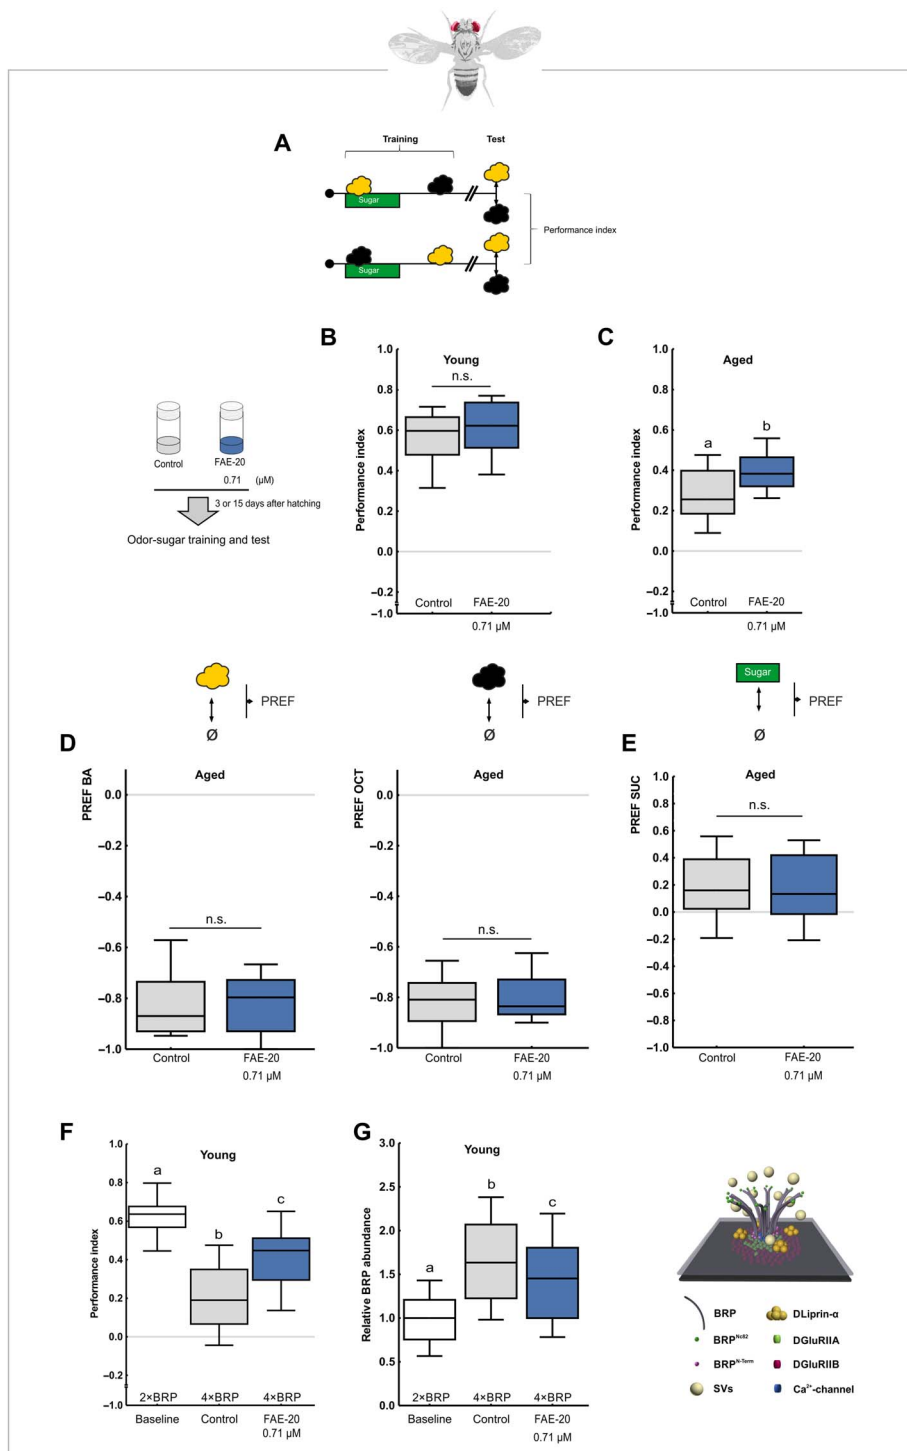 A
Training
Test
Sugar
Performance index
Sugar
B
Young
n.s.
Performance index
1.0
0.8
0.6
0.4
0.2
0.0
−0.2
−1.0
Control
FAE-20
0.71 µM
C
Aged
a
b
Performance index
1.0
0.8
0.6
0.4
0.2
0.0
−0.2
−1.0
Control
FAE-20
0.71 µM
Control
FAE-20
0.71 (µM)
3 or 15 days after hatching
Odor-sugar training and test
PREF
Ø
PREF
Ø
Sugar
PREF
Ø
D
Aged
PREF BA
0.0
−0.2
−0.4
−0.6
−0.8
−1.0
n.s.
Control
FAE-20
0.71 µM
Aged
PREF OCT
0.0
−0.2
−0.4
−0.6
−0.8
−1.0
n.s.
Control
FAE-20
0.71 µM
E
Aged
PREF SUC
1.0
0.8
0.6
0.4
0.2
0.0
−0.2
−0.4
−0.6
−0.8
−1.0
n.s.
Control
FAE-20
0.71 µM
F
Young
Performance index
1.0
0.8
0.6
0.4
0.2
0.0
−0.2
−1.0
a
b
c
2×BRP
4×BRP
4×BRP
Baseline
Control
FAE-20
0.71 µM
G
Young
Relative BRP abundance
3.0
2.5
2.0
1.5
1.0
0.5
0.0
a
b
c
2×BRP
4×BRP
4×BRP
Baseline
Control
FAE-20
0.71 µM
BRP
DLiprin-α
BRP^Nc82
DGluRIIA
BRP^N-Term
DGluRIIB
SVs
Ca²⁺-channel